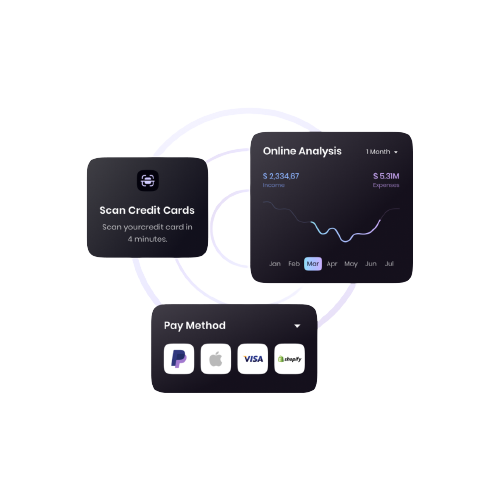 Online Analysis
1 Month
$ 2,334.67
$ 5.31M
Income
Expenses
Jan Feb Mar Apr May Jun Jul
Scan Credit Cards
Scan yourcredit card in
4 minutes.
Pay Method
VISA
shopify